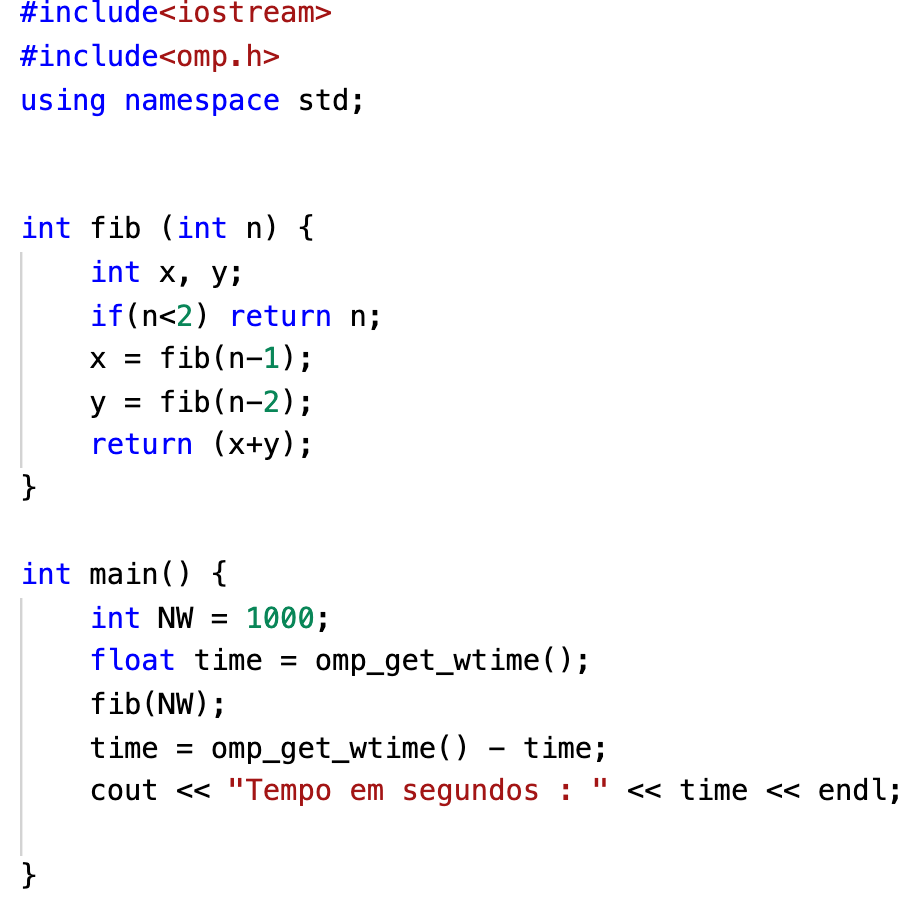 #include<iostream>
#include<omp.h>
using namespace std;
int fib (int n) {
int x, y;
if(n<2) return n;
x = fib(n-1);
y = fib(n-2);
return (x+y);
}
int main() {
int NW = 1000;
float time = omp_get_wtime();
fib(NW);
time = omp_get_wtime() - time;
cout << "Tempo em segundos : " << time << endl;
}